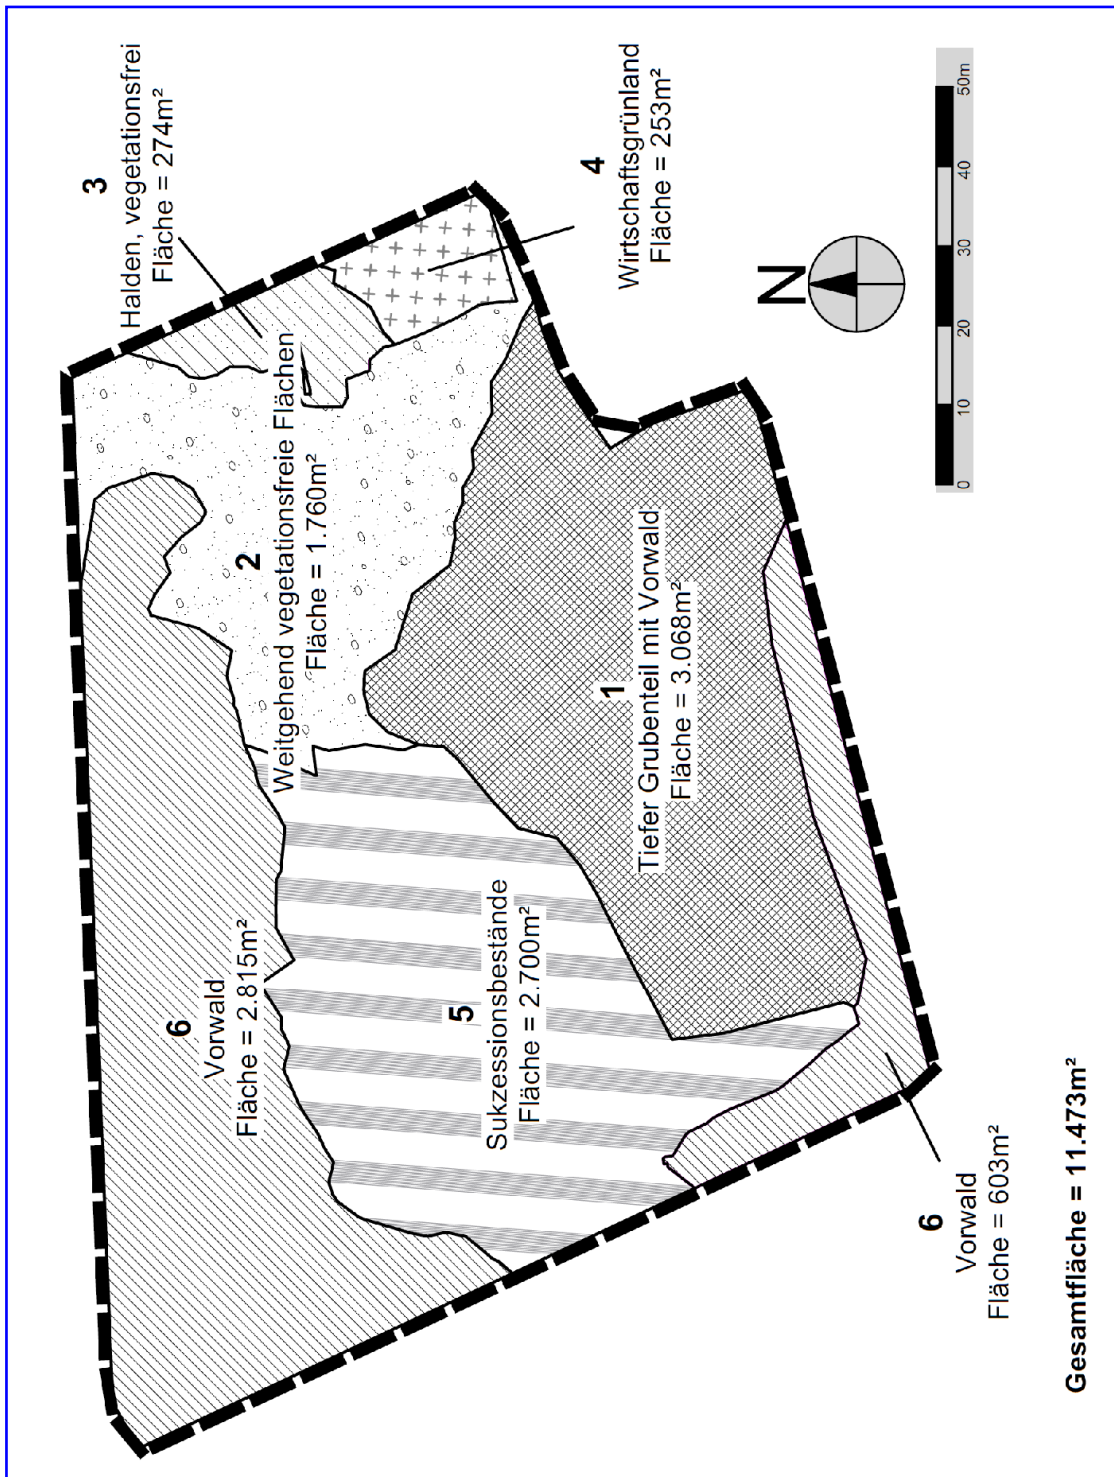 3
Halden, vegetationsfrei
Fläche = 274m²
4
Wirtschaftsgrünland
Fläche = 253m²
2
Weitgehend vegetationsfreie Flächen
Fläche = 1.760m²
1
Tiefer Grubenteil mit Vorwald
Fläche = 3.068m²
6
Vorwald
Fläche = 2.815m²
5
Sukzessionsbestände
Fläche = 2.700m²
6
Vorwald
Fläche = 603m²
N
0 10 20 30 40 50m
Gesamtfläche = 11.473m²